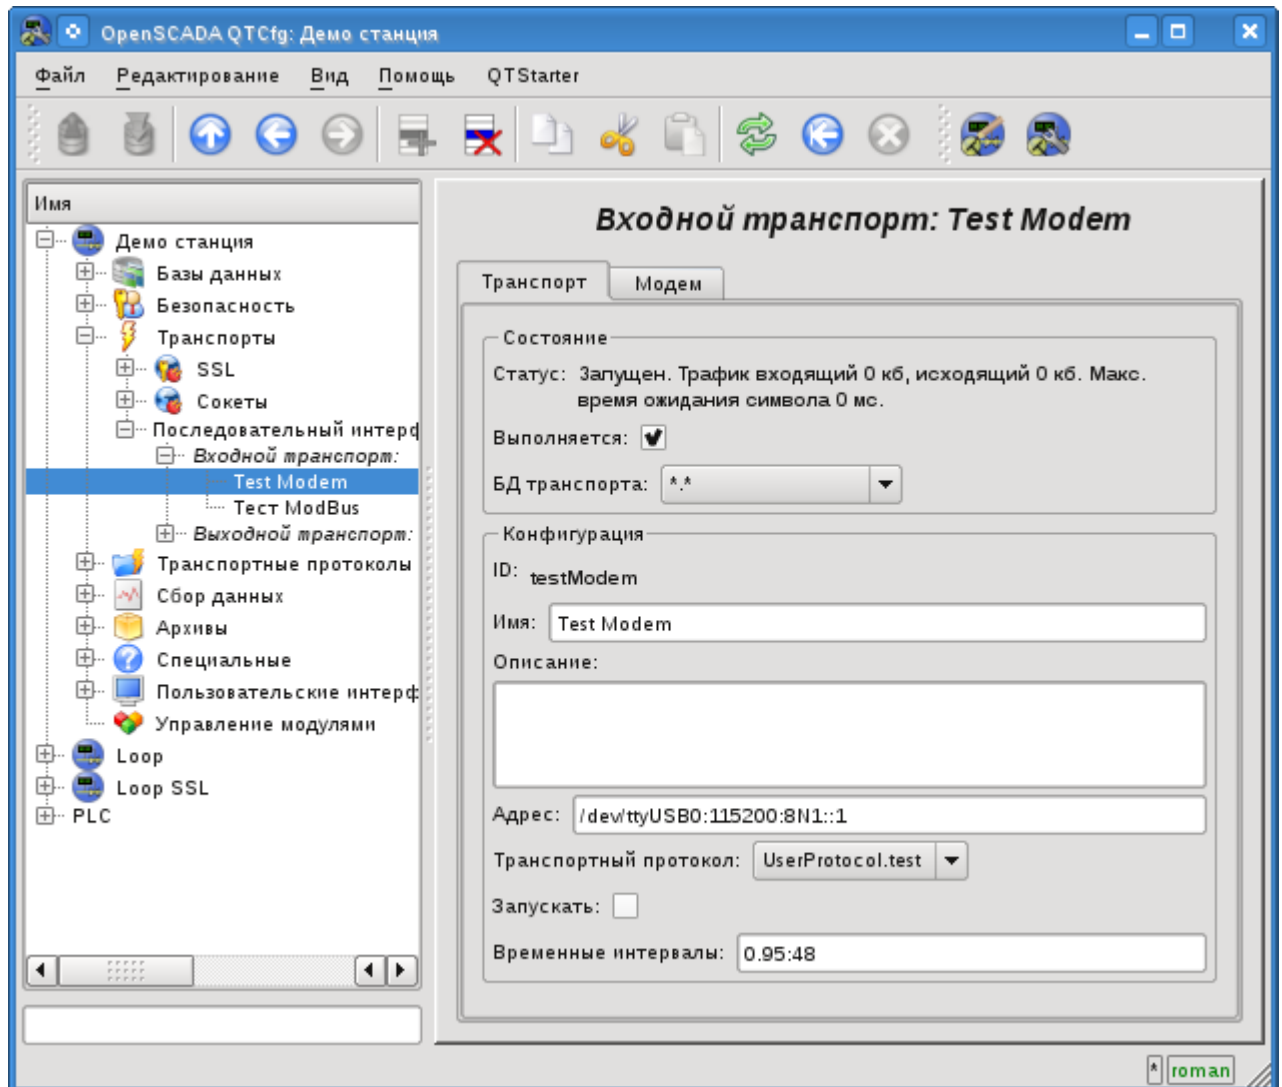 OpenSCADA QTCfg: Демо станция
Файл Редактирование Вид Помощь QTStarter
Имя
Демо станция
Базы данных
Безопасность
Транспорты
SSL
Сокеты
Последовательный интерф
Входной транспорт:
Test Modem
Тест ModBus
Выходной транспорт:
Транспортные протоколы
Сбор данных
Архивы
Специальные
Пользовательские интерф
Управление модулями
Loop
Loop SSL
PLC
Входной транспорт: Test Modem
Транспорт Модем
Состояние
Статус: Запущен. Трафик входящий 0 кб, исходящий 0 кб. Макс.
время ожидания символа 0 мс.
Выполняется:
БД транспорта: *.*
Конфигурация
ID: testModem
Имя: Test Modem
Описание:
Адрес: /dev/ttyUSB0:115200:8N1::1
Транспортный протокол: UserProtocol.test
Запускать:
Временные интервалы: 0.95:48
* roman